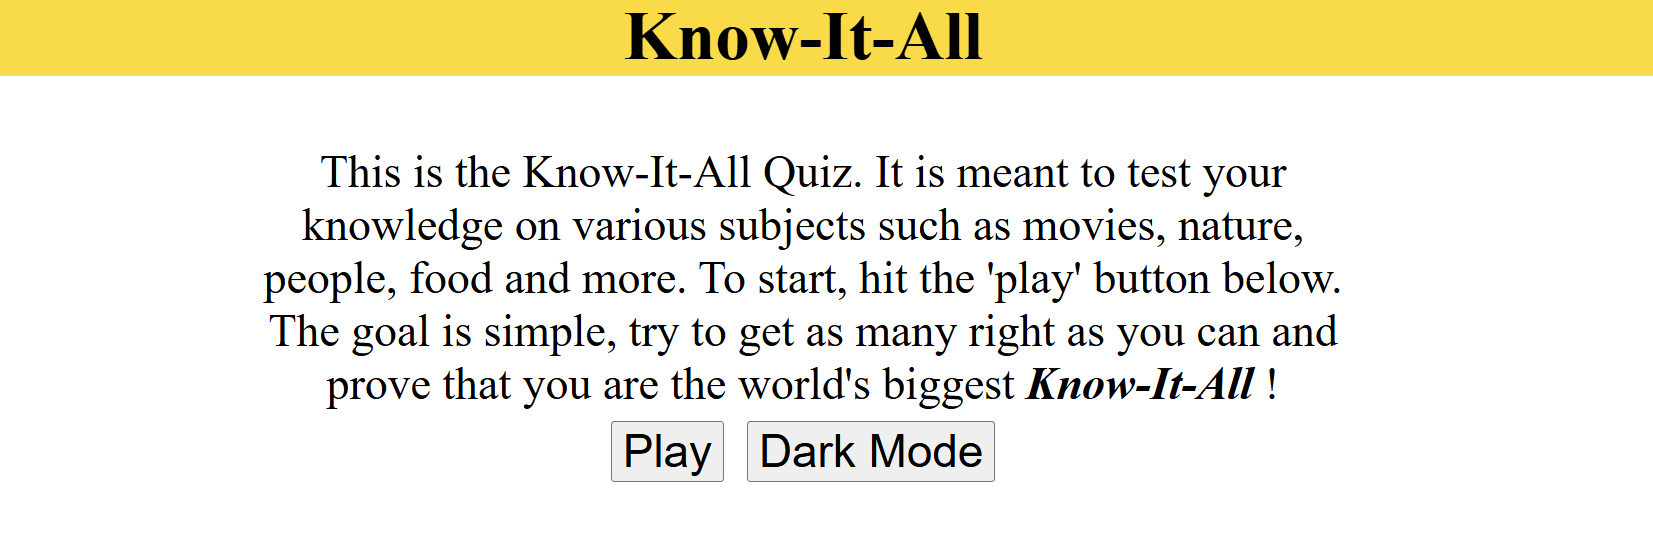 Know-It-All
This is the Know-It-All Quiz. It is meant to test your
knowledge on various subjects such as movies, nature,
people, food and more. To start, hit the 'play' button below.
The goal is simple, try to get as many right as you can and
prove that you are the world's biggest Know-It-All !
Play Dark Mode